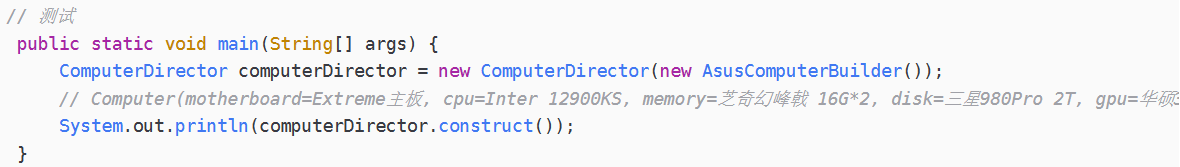 // 测试
public static void main(String[] args) {
ComputerDirector computerDirector = new ComputerDirector(new AsusComputerBuilder());
// Computer(motherboard=Extreme主板, cpu=Inter 12900KS, memory=芝奇幻峰戟 16G*2, disk=三星980Pro 2T, gpu=华硕
System.out.println(computerDirector.construct());
}